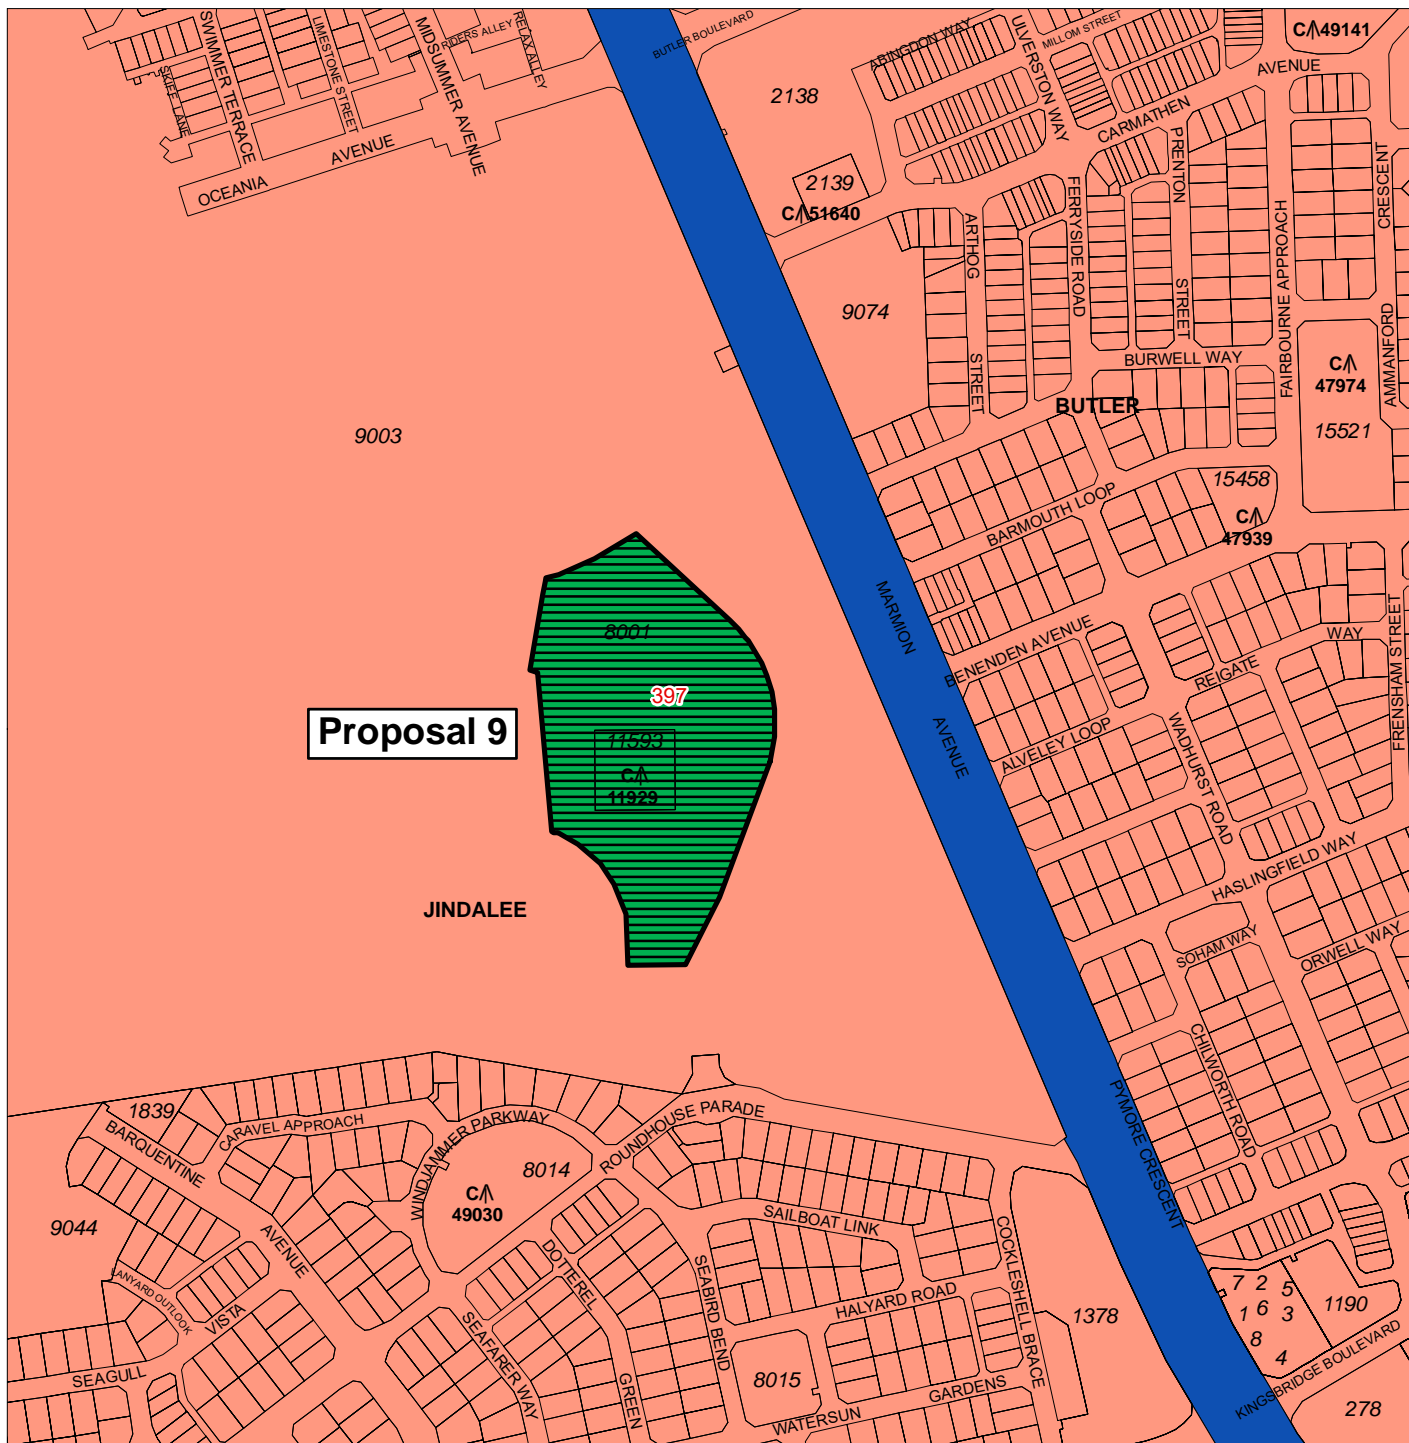 SWIMMER TERRACE
SKIFF LANE
LIMESTONE STREET
MIDSUMMER AVENUE
RIDERS ALLEY
RELAX ALLEY
OCEANIA
AVENUE
BUTLER BOULEVARD
2138
2139
C 51640
ABINGDON WAY
ULVERSTON WAY
MILLOM STREET
C 49141
AVENUE
CARMATHEN
PRENTON
STREET
FERRYSIDE ROAD
ARTHOG
STREET
FAIRBOURNE APPROACH
CRESCENT
AMMANFORD
9074
BURWELL WAY
BUTLER
C
47974
15521
9003
15458
C
47939
BARMOUTH LOOP
MARMION
AVENUE
BENENDEN AVENUE
REIGATE
WAY
FRENSHAM STREET
8001
397
Proposal 9
11593
C
11929
ALVELEY LOOP
WADHURST ROAD
HASLINGFIELD WAY
JINDALEE
SOHAM WAY
ORWELL WAY
CHILWORTH ROAD
PYMORE CRESCENT
1839
BARQUENTINE
AVENUE
CARAVEL APPROACH
WINDJAMMER PARKWAY
ROUNDHOUSE PARADE
8014
C
49030
9044
LANYARD OUTLOOK
VISTA
SEAGULL
SAILBOAT LINK
DOTTEREL
GREEN
SEABIRD BEND
SEAFARER WAY
HALYARD ROAD
COCKLESHELL BRACE
1378
7 2 5
1 6 3
8
4
1190
8015
WATERSUN
GARDENS
KINGSBRIDGE BOULEVARD
278